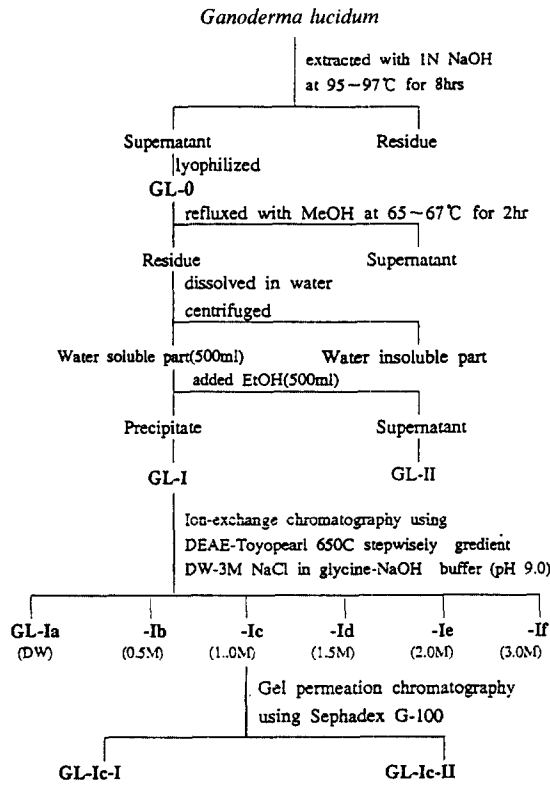 Ganoderma lucidum
extracted with 1N NaOH
at 95~97℃ for 8hrs
Supernatant Residue
lyophilized
GL-0
refluxed with MeOH at 65~67℃ for 2hr
Residue Supernatant
dissolved in water
centrifuged
Water soluble part(500ml) Water insoluble part
added EtOH(500ml)
Precipitate Supernatant
GL-I GL-II
Ion-exchange chromatography using
DEAE-Toyopearl 650C stepwisely gredient
DW-3M NaCl in glycine-NaOH buffer (pH 9.0)
GL-Ia -Ib -Ic -Id -Ie -If
(DW) (0.5M) (1..0M) (1.5M) (2.0M) (3.0M)
Gel permeation chromatography
using Sephadex G-100
GL-Ic-I GL-Ic-II